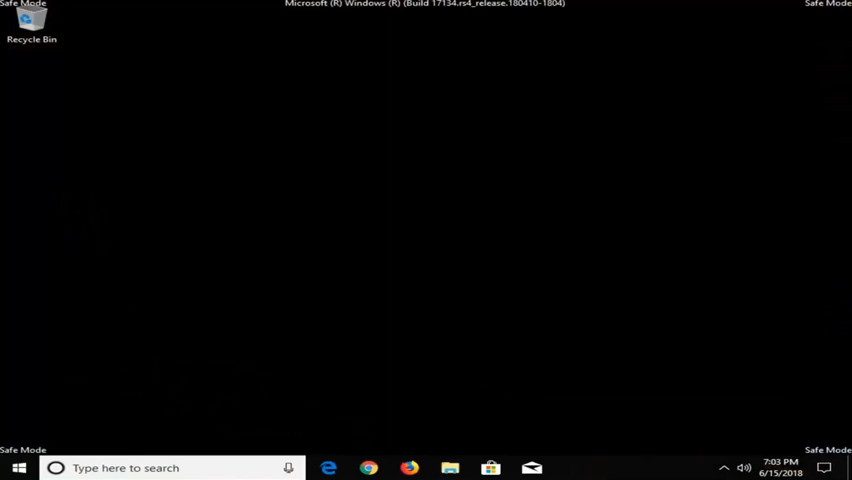 Safe Mode
Microsoft (R) Windows (R) (Build 17134.rs4_release.180410-1804)
Safe Mode
Recycle Bin
Safe Mode
Safe Mode
Type here to search
7:03 PM
6/15/2018